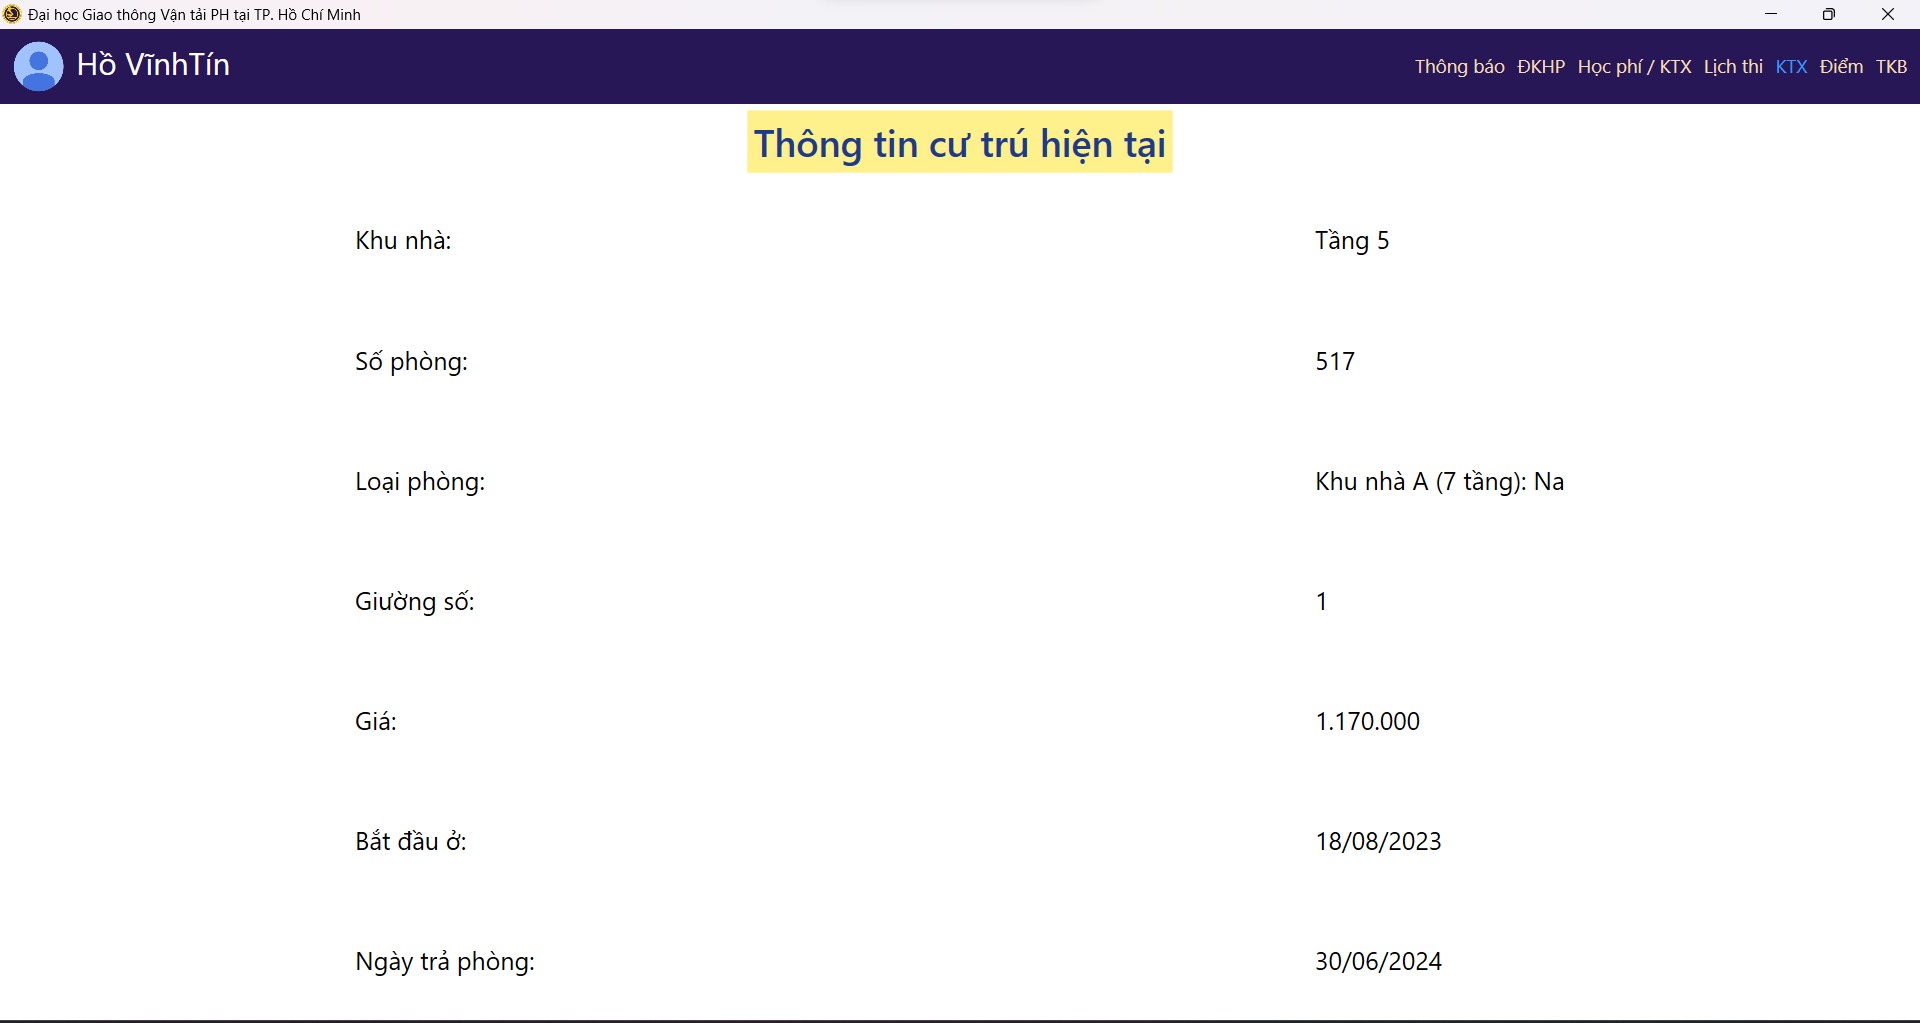 Đại học Giao thông Vận tải PH tại TP. Hồ Chí Minh
Hồ VĩnhTín
Thông báo ĐKHP Học phí / KTX Lịch thi KTX Điểm TKB
Thông tin cư trú hiện tại
Khu nhà: Tầng 5
Số phòng: 517
Loại phòng: Khu nhà A (7 tầng): Na
Giường số: 1
Giá: 1.170.000
Bắt đầu ở: 18/08/2023
Ngày trả phòng: 30/06/2024